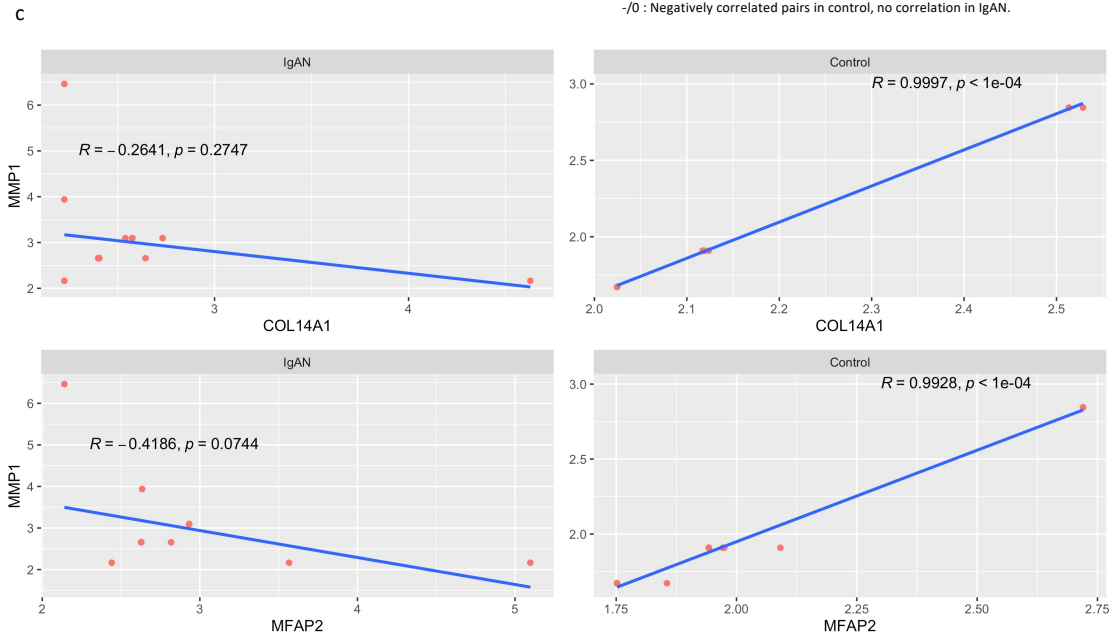 -/0 : Negatively correlated pairs in control, no correlation in IgAN.
c
IgAN
R = −0.2641, p = 0.2747
MMP1
6
5
4
3
2
3
4
COL14A1
Control
R = 0.9997, p < 1e-04
3.0
2.5
2.0
2.0
2.1
2.2
2.3
2.4
2.5
COL14A1
IgAN
R = −0.4186, p = 0.0744
MMP1
6
5
4
3
2
2
3
4
5
MFAP2
Control
R = 0.9928, p < 1e-04
3.0
2.5
2.0
1.75
2.00
2.25
2.50
2.75
MFAP2